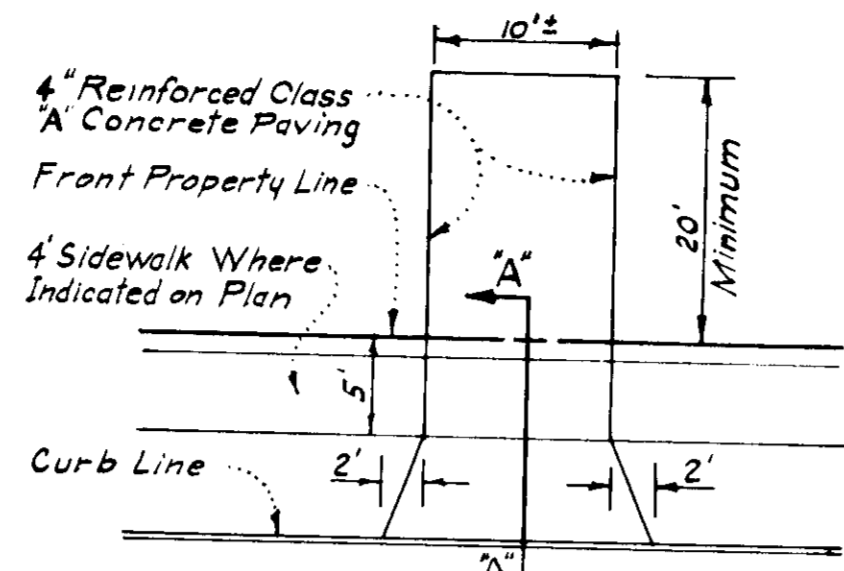 10'±
4" Reinforced Class
"A" Concrete Paving
Front Property Line
20'
Minimum
4' Sidewalk Where
Indicated on Plan
"A"
5'
Curb Line
2'
2'
"A"